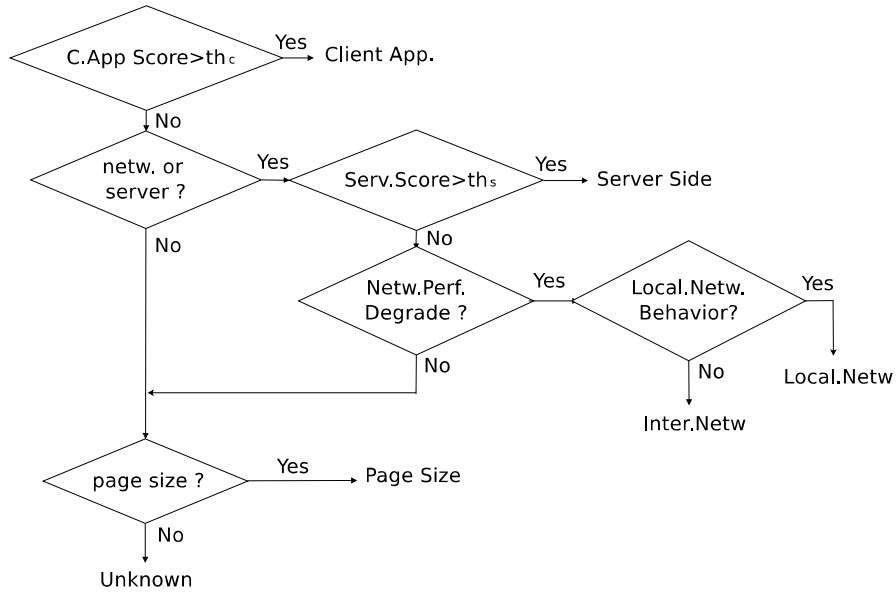 C.App Score>thc
Yes
Client App.
No
netw. or
server ?
Yes
Serv.Score>ths
Yes
Server Side
No
No
Netw.Perf.
Degrade ?
Yes
Local.Netw.
Behavior?
Yes
No
No
Local.Netw
Inter.Netw
page size ?
Yes
Page Size
No
Unknown